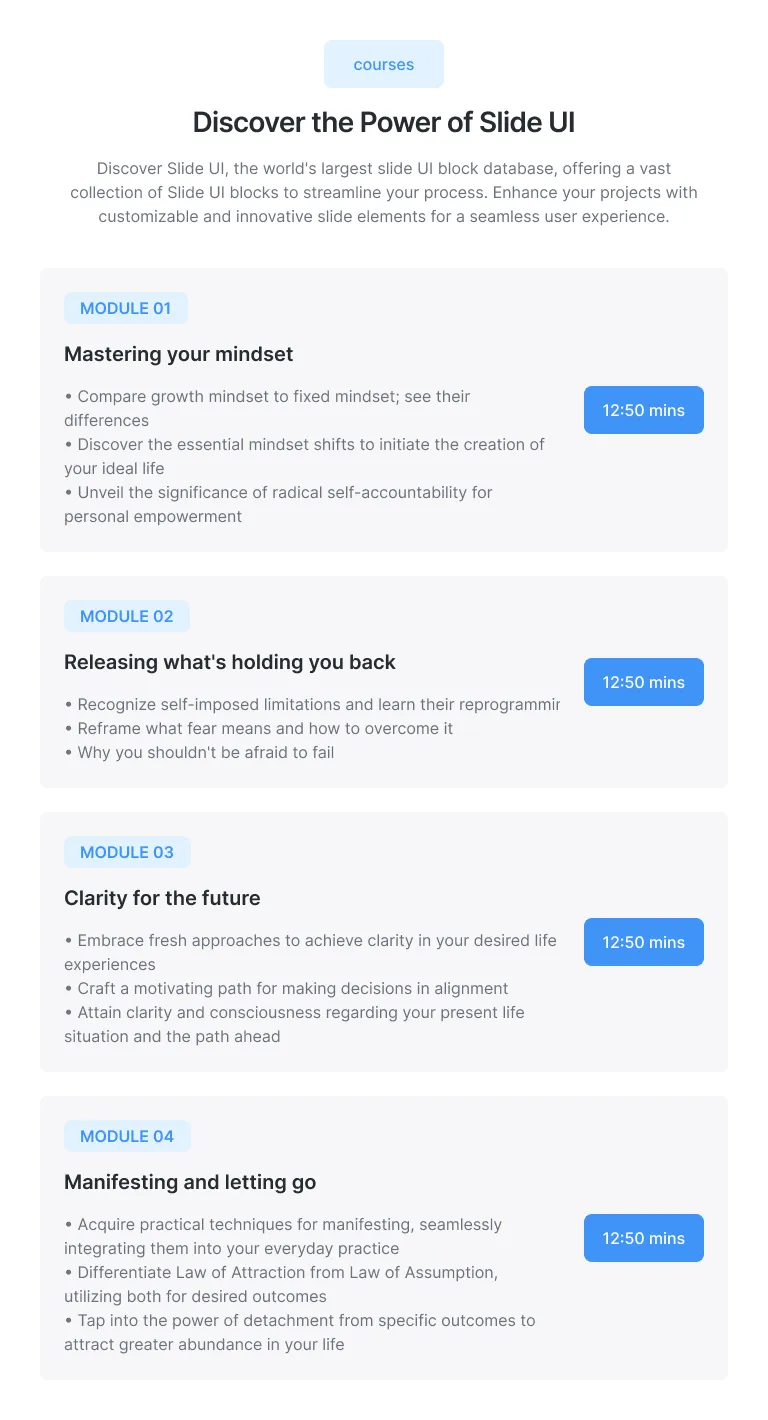 courses
Discover the Power of Slide UI
Discover Slide UI, the world's largest slide UI block database, offering a vast
collection of Slide UI blocks to streamline your process. Enhance your projects with
customizable and innovative slide elements for a seamless user experience.
MODULE 01
Mastering your mindset
• Compare growth mindset to fixed mindset; see their
differences
• Discover the essential mindset shifts to initiate the creation of
your ideal life
• Unveil the significance of radical self-accountability for
personal empowerment
12:50 mins
MODULE 02
Releasing what's holding you back
• Recognize self-imposed limitations and learn their reprogrammin
• Reframe what fear means and how to overcome it
• Why you shouldn't be afraid to fail
12:50 mins
MODULE 03
Clarity for the future
• Embrace fresh approaches to achieve clarity in your desired life
experiences
• Craft a motivating path for making decisions in alignment
• Attain clarity and consciousness regarding your present life
situation and the path ahead
12:50 mins
MODULE 04
Manifesting and letting go
• Acquire practical techniques for manifesting, seamlessly
integrating them into your everyday practice
• Differentiate Law of Attraction from Law of Assumption,
utilizing both for desired outcomes
• Tap into the power of detachment from specific outcomes to
attract greater abundance in your life
12:50 mins